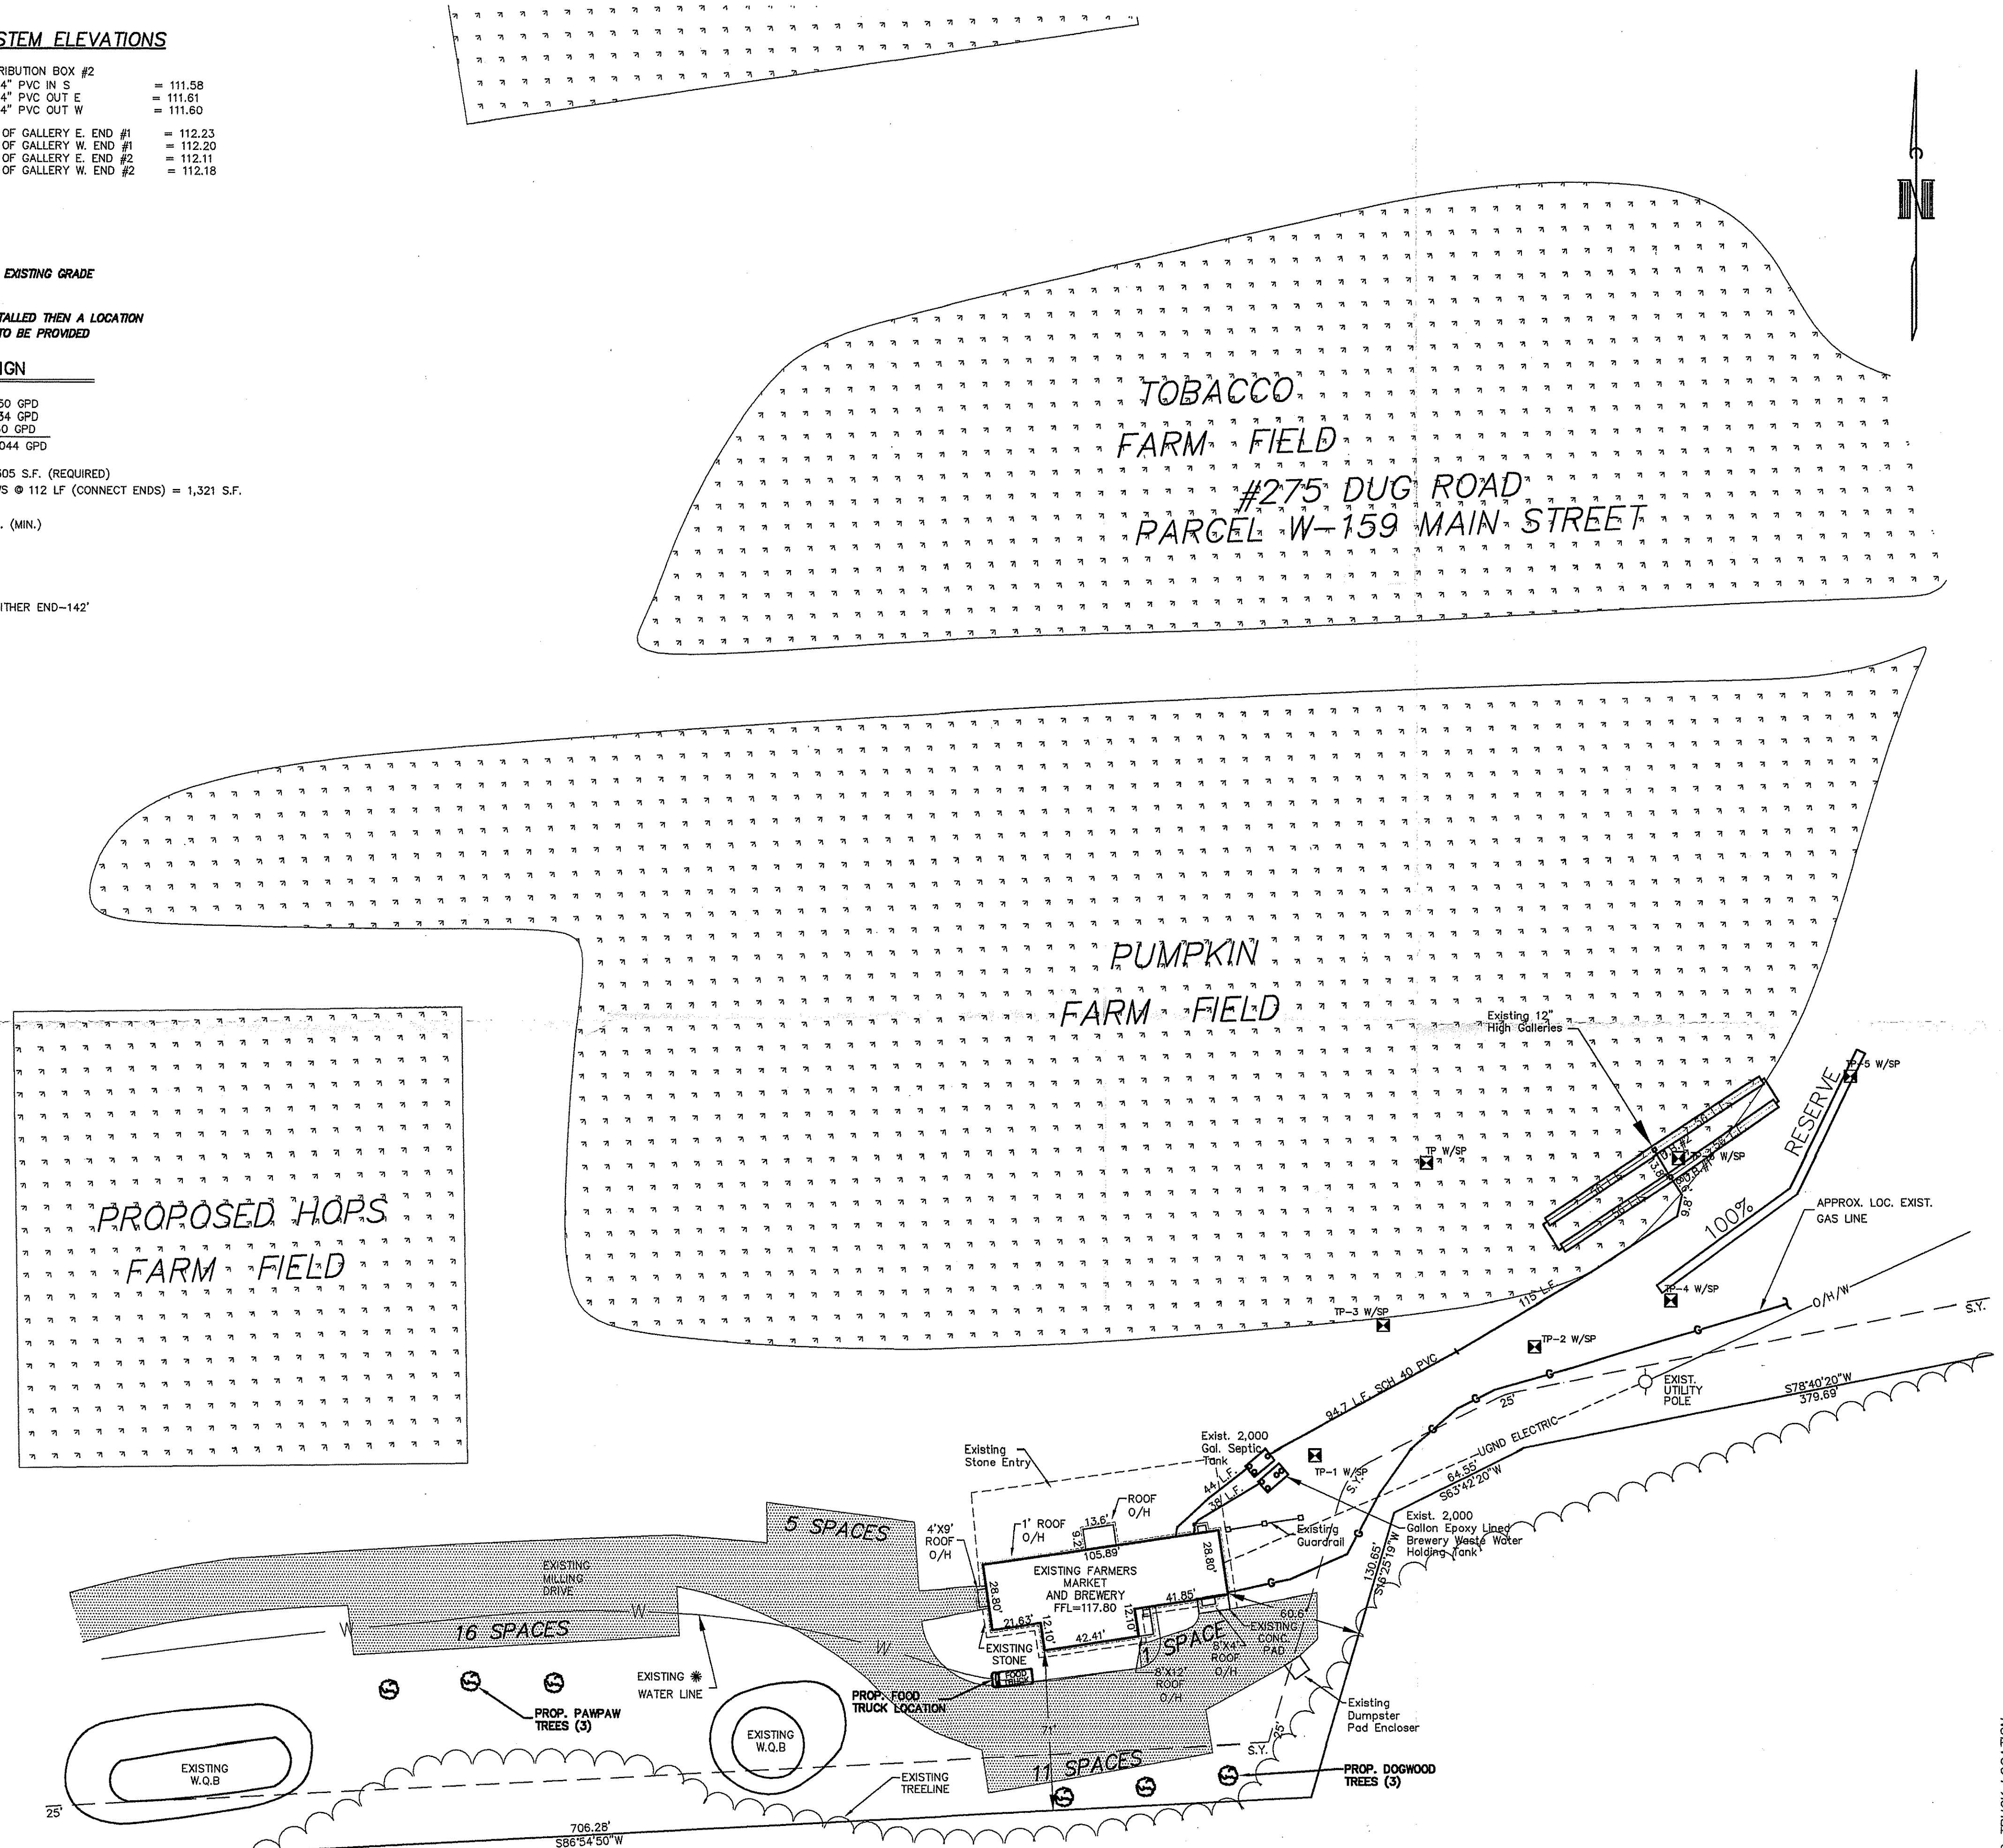 STEM ELEVATIONS
RIBUTION BOX #2
4" PVC IN S = 111.58
4" PVC OUT E = 111.61
4" PVC OUT W = 111.60
OF GALLERY E. END #1 = 112.23
OF GALLERY W. END #1 = 112.20
OF GALLERY E. END #2 = 112.11
OF GALLERY W. END #2 = 112.18
EXISTING GRADE
TALLED THEN A LOCATION
TO BE PROVIDED
IGN
50 GPD
34 GPD
0 GPD
044 GPD
505 S.F. (REQUIRED)
WS @ 112 LF (CONNECT ENDS) = 1,321 S.F.
. (MIN.)
ITHER END-142'
N
TOBACCO
FARM FIELD
#275 DUG ROAD
PARCEL W-159 MAIN STREET
PUMPKIN
FARM FIELD
PROPOSED HOPS
FARM FIELD
Existing 12"
High Galleries
TP-5 W/SP
RESERVE
100%
TP W/SP
W/SP
9.8'
APPROX. LOC. EXIST.
GAS LINE
O/H/W
S.Y.
TP-4 W/SP
TP-3 W/SP
TP-2 W/SP
115' L.F.
94.7 L.F. SCH 40 PVC
G
G
G
G
G
G
25'
EXIST.
UTILITY
POLE
S78°40'20"W
379.69'
UGND ELECTRIC
64.55'
S63°42'20"W
Exist. 2,000
Gal. Septic
Tank
TP-1 W/SP
S.Y.
44' L.F.
38' L.F.
Existing
Stone Entry
Exist. 2,000
Gallon Epoxy Lined
Brewery Waste Water
Holding Tank
130.65'
S16°25'19"W
Existing
Guardrail
ROOF
O/H
13.6'
9.2'
1' ROOF
O/H
4'X9'
ROOF
O/H
105.89'
28.80'
28.80'
EXISTING FARMERS
MARKET
AND BREWERY
FFL=117.80
21.63'
12.10'
42.41'
12.10'
41.85'
60.6'
EXISTING
CONC.
PAD
1 SPACE
8'X4'
ROOF
O/H
8'X12'
ROOF
O/H
EXISTING
STONE
5 SPACES
EXISTING
MILLING
DRIVE
16 SPACES
W
W
W
EXISTING
WATER LINE
FOOD
TRUCK
PROP. FOOD
TRUCK LOCATION
PROP. PAWPAW
TREES (3)
EXISTING
W.Q.B
EXISTING
W.Q.B
71'
11 SPACES
S.Y.
25'
Existing
Dumpster
Pad Encloser
PROP. DOGWOOD
TREES (3)
EXISTING
TREELINE
25'
706.28'
S86°54'50"W
TRUCK LOCATION